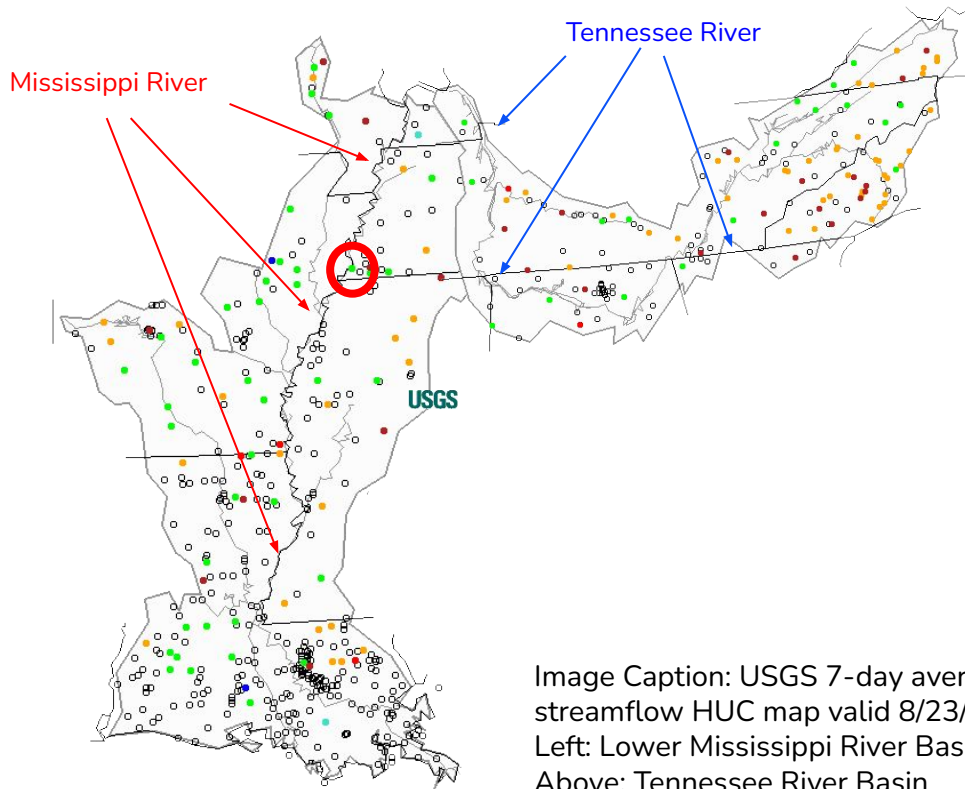 Tennessee River
Mississippi River
USGS
Image Caption: USGS 7-day aver
streamflow HUC map valid 8/23/
Left: Lower Mississippi River Bas
Above: Tennessee River Basin